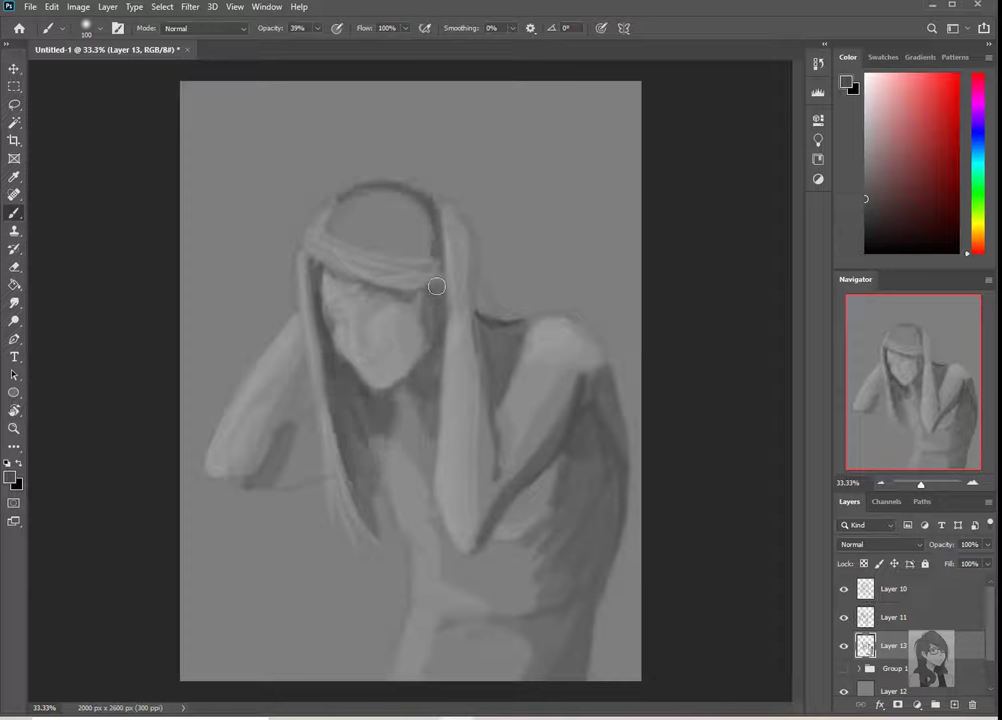 Ps File Edit Image Layer Type Select Filter 3D View Window Help
100 Mode: Normal Opacity: 39% Flow: 100% Smoothing: 0% 0°
Untitled-1 @ 33.3% (Layer 13, RGB/8#) * ×
Color Swatches Gradients Patterns
Navigator
33.33%
Layers Channels Paths
Kind
Normal Opacity: 100%
Lock: Fill: 100%
Layer 10
Layer 11
Layer 13
Group 1
Layer 12
33.33% 2000 px x 2600 px (300 ppi)